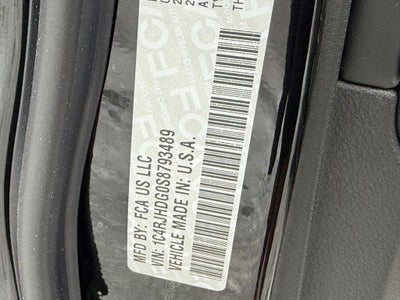 MFD BY: FCA US LLC
VIN: 1C4RJHDG0S8793489
VEHICLE MADE IN: U.S.A.